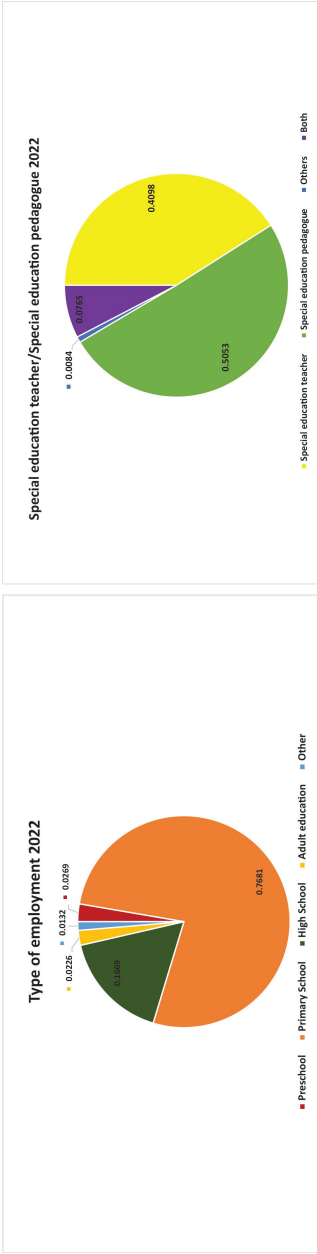 Type of employment 2022
0.0269
0.0132
0.0226
0.1669
0.7681
Preschool Primary School High School Adult education Other
Special education teacher/Special education pedagogue 2022
0.0084
0.0765
0.4098
0.5053
Special education teacher Special education pedagogue Others Both